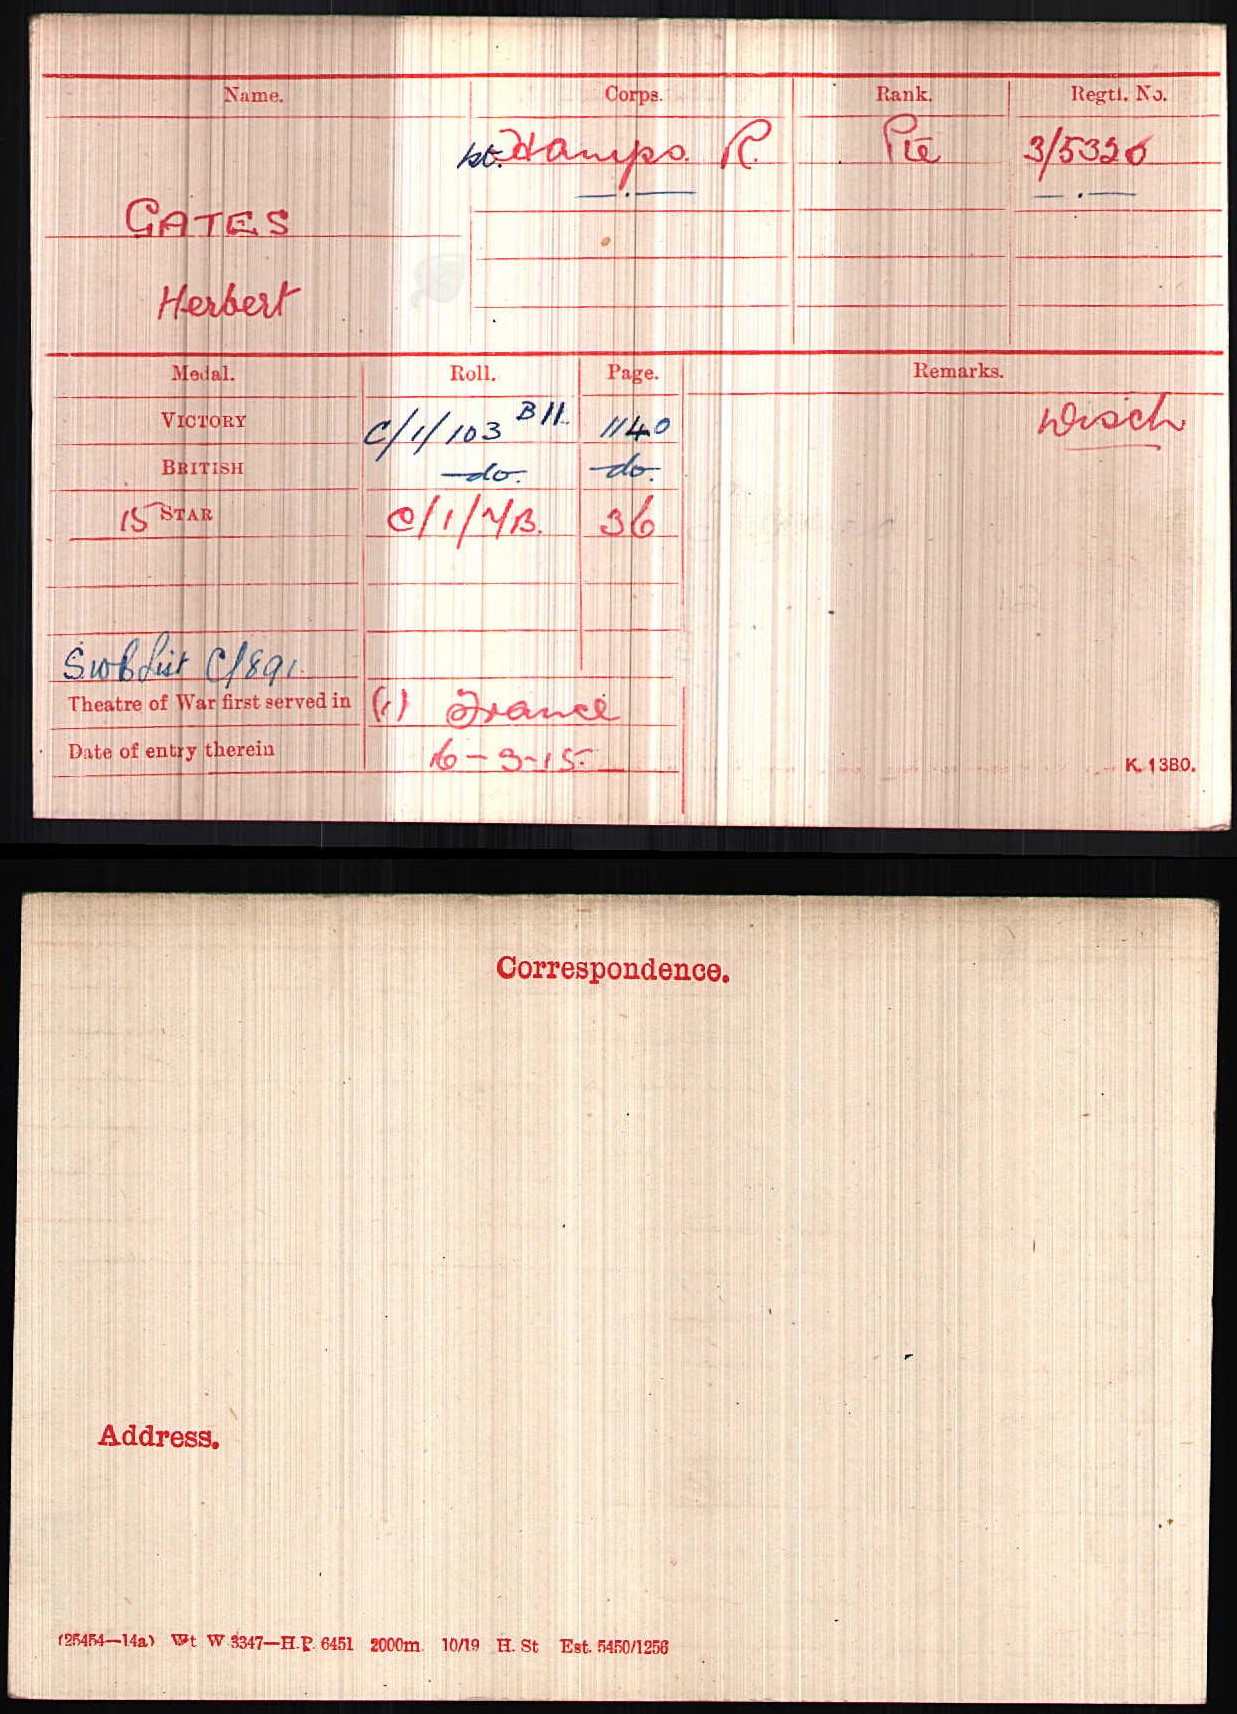 Name. Corps. Rank. Regtl. No.
Hamps. R. Pte 3/5326
GATES
Herbert
Medal. Roll. Page. Remarks.
VICTORY C/1/103 B11. 1140 Disch
BRITISH -do- -do-
15 STAR C/1/7B. 36
SWB List C/891.
Theatre of War first served in (1) France
Date of entry therein 16-3-15.
K. 1380.
Correspondence.
Address.
(25454—14a) Wt W 3347—H.P. 6451 2000m. 10/19 H. St Est. 5450/1256